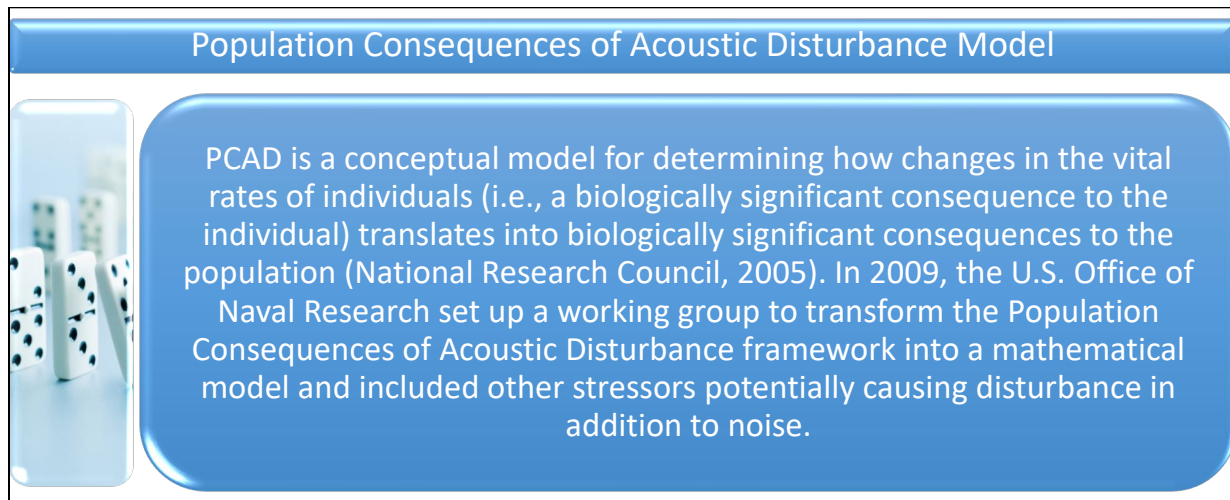 Population Consequences of Acoustic Disturbance Model
PCAD is a conceptual model for determining how changes in the vital
rates of individuals (i.e., a biologically significant consequence to the
individual) translates into biologically significant consequences to the
population (National Research Council, 2005). In 2009, the U.S. Office of
Naval Research set up a working group to transform the Population
Consequences of Acoustic Disturbance framework into a mathematical
model and included other stressors potentially causing disturbance in
addition to noise.